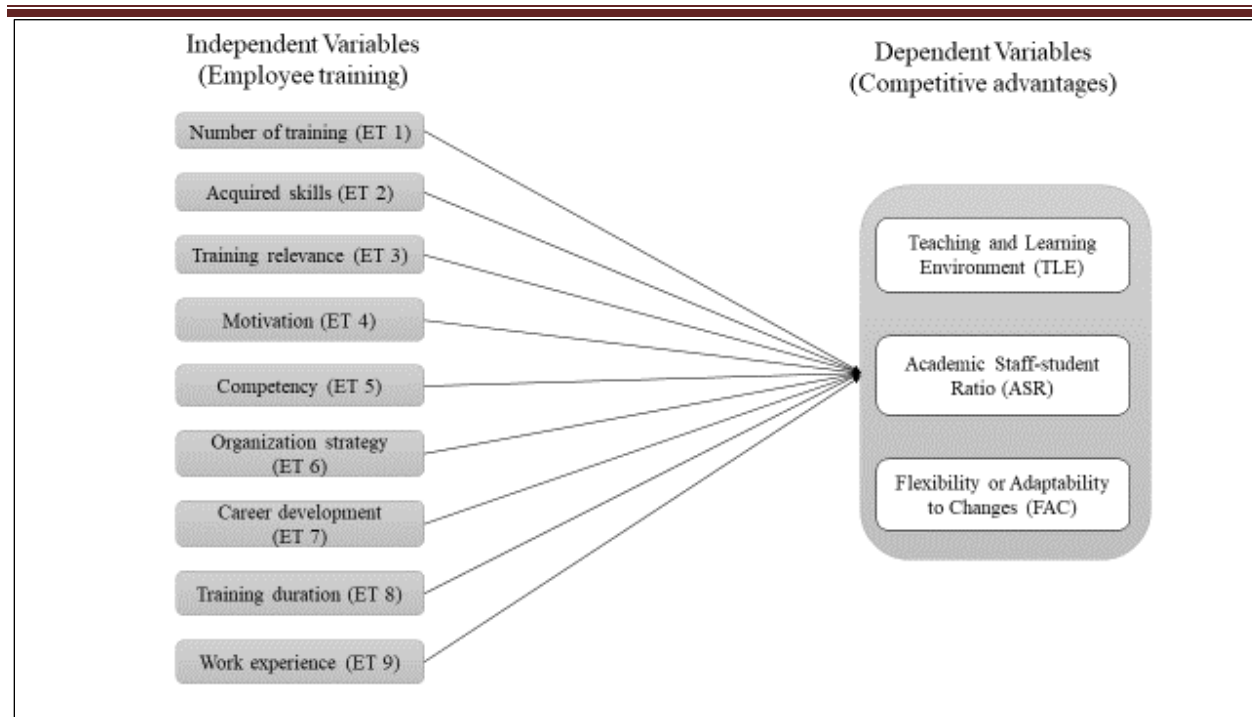 Independent Variables
(Employee training)
Number of training (ET 1)
Acquired skills (ET 2)
Training relevance (ET 3)
Motivation (ET 4)
Competency (ET 5)
Organization strategy
(ET 6)
Career development
(ET 7)
Training duration (ET 8)
Work experience (ET 9)
Dependent Variables
(Competitive advantages)
Teaching and Learning
Environment (TLE)
Academic Staff-student
Ratio (ASR)
Flexibility or Adaptability
to Changes (FAC)